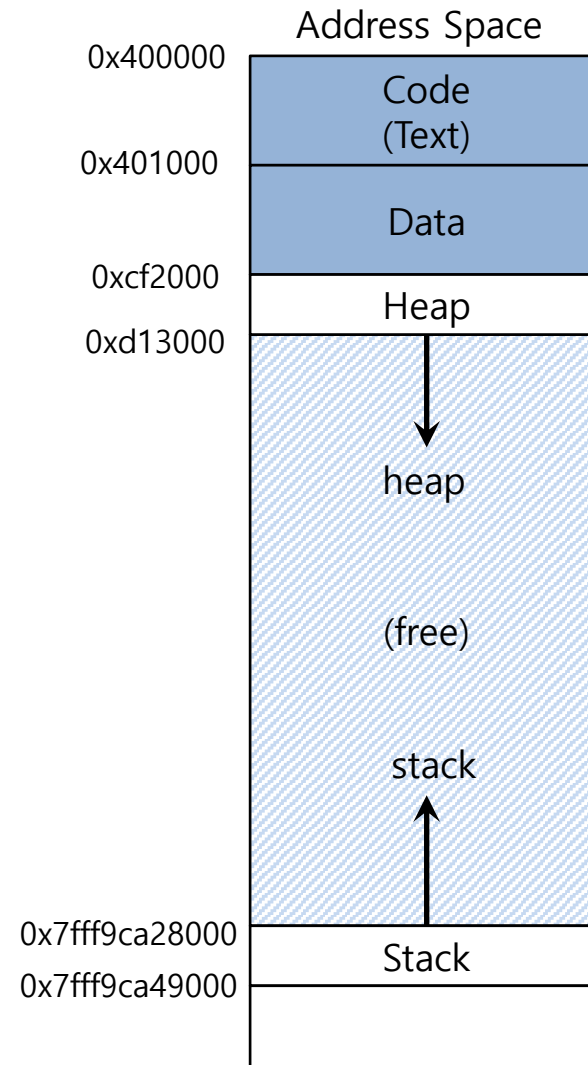 Address Space
0x400000
Code
(Text)
0x401000
Data
0xcf2000
Heap
0xd13000
heap
(free)
stack
0x7fff9ca28000
Stack
0x7fff9ca49000